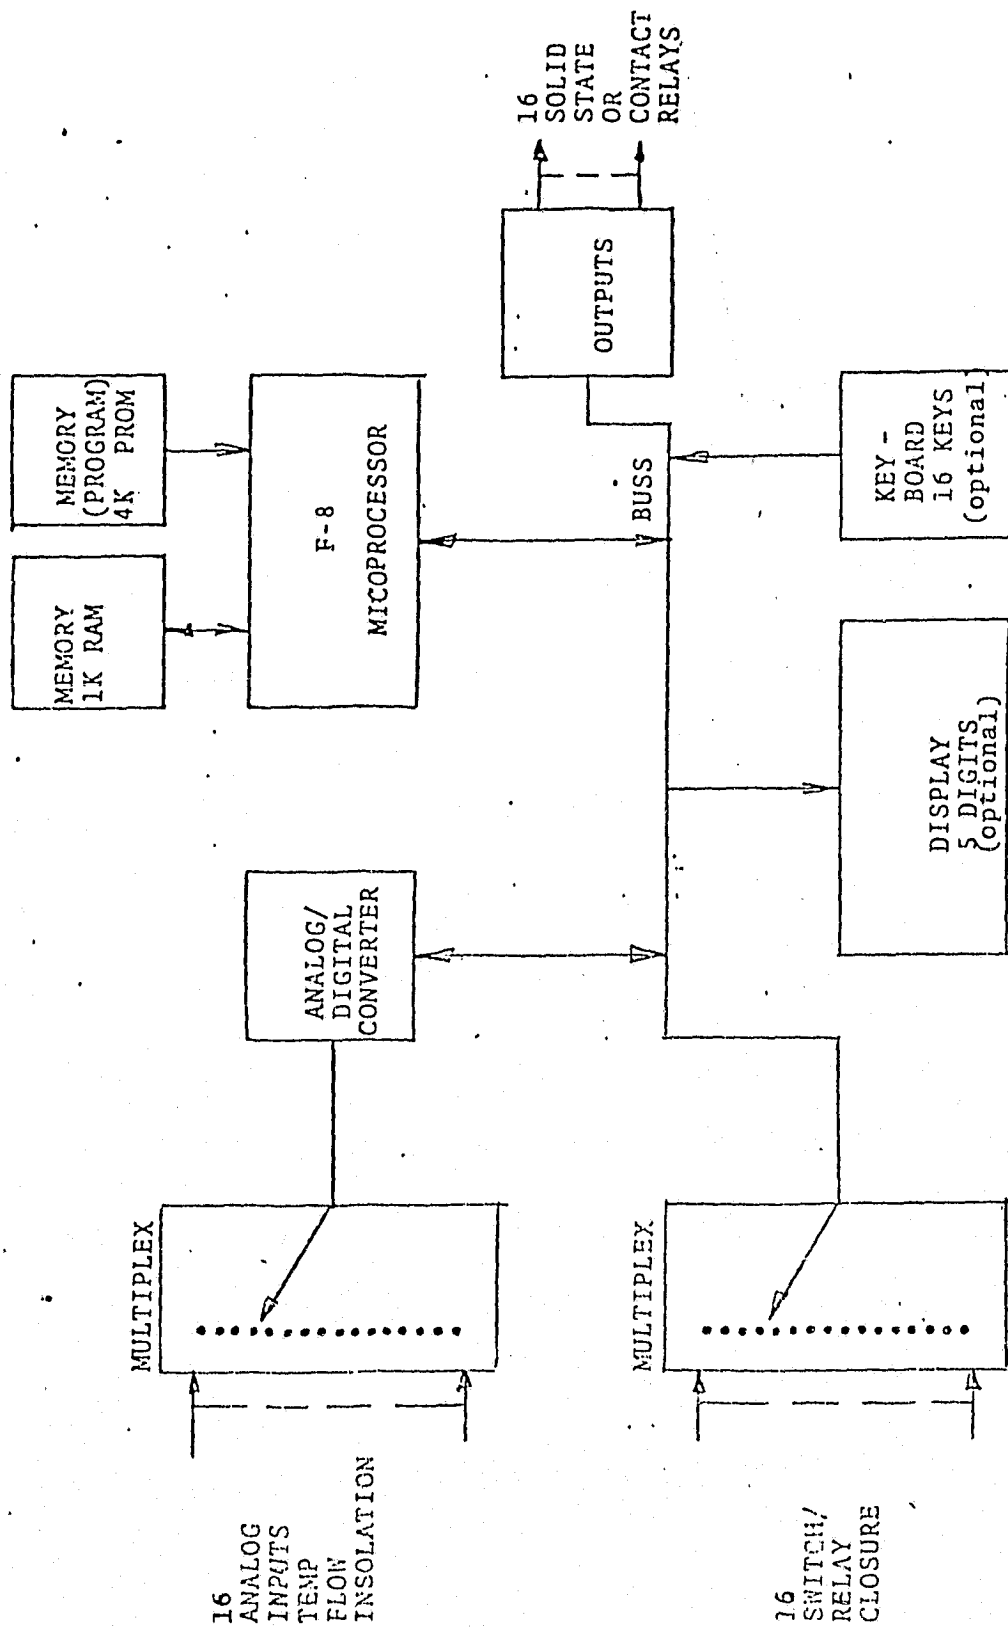 16
ANALOG
INPUTS
TEMP
FLOW
INSOLATION
MULTIPLEX
ANALOG/
DIGITAL
CONVERTER
MEMORY
1K RAM
MEMORY
(PROGRAM)
4K PROM
F-8
MICOPROCESSOR
BUSS
OUTPUTS
16
SOLID
STATE
OR
CONTACT
RELAYS
16
SWITCH/
RELAY
CLOSURE
MULTIPLEX
DISPLAY
5 DIGITS
(optional)
KEY-
BOARD
16 KEYS
(optional)